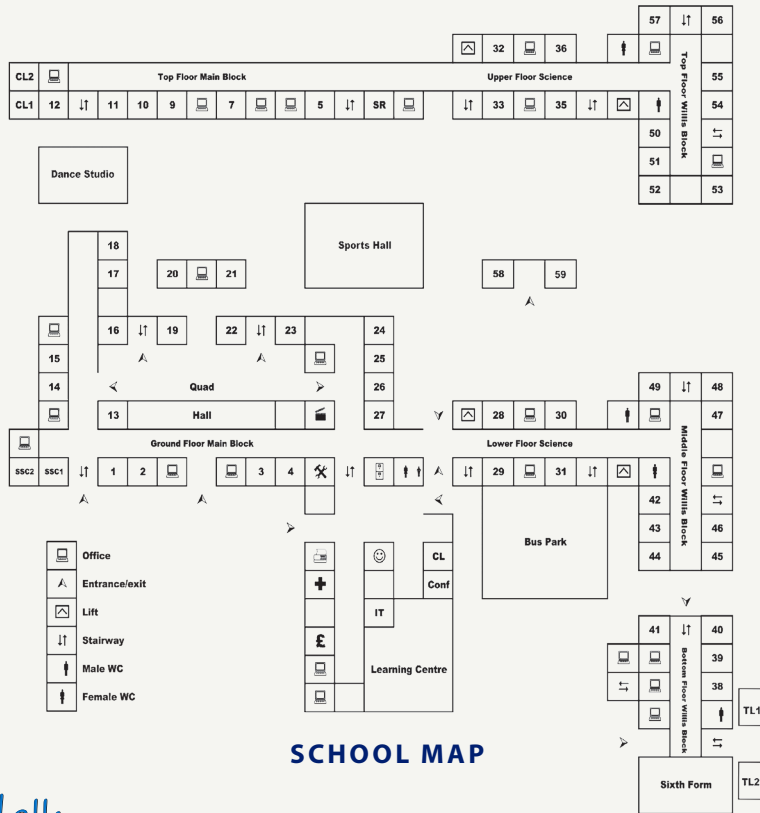 57 56
32 36
CL2 Top Floor Main Block Upper Floor Science 55
CL1 12 11 10 9 7 5 SR 33 35 54
Top Floor Willis Block
50
51
52 53
Dance Studio
18
Sports Hall
17 20 21 58 59
16 19 22 23 24
15 25
14 Quad 26 49 48
13 Hall 27 28 30 47
Ground Floor Main Block Lower Floor Science
SSC2 SSC1 1 2 3 4 29 31
Middle Floor Willis Block
42
43 46
44 45
Bus Park
CL
Conf
IT
£
Learning Centre
Office
Entrance/exit
Lift
Stairway
Male WC
Female WC
41 40
39
38
Bottom Floor Willis Block
TL1
TL2
Sixth Form
SCHOOL MAP